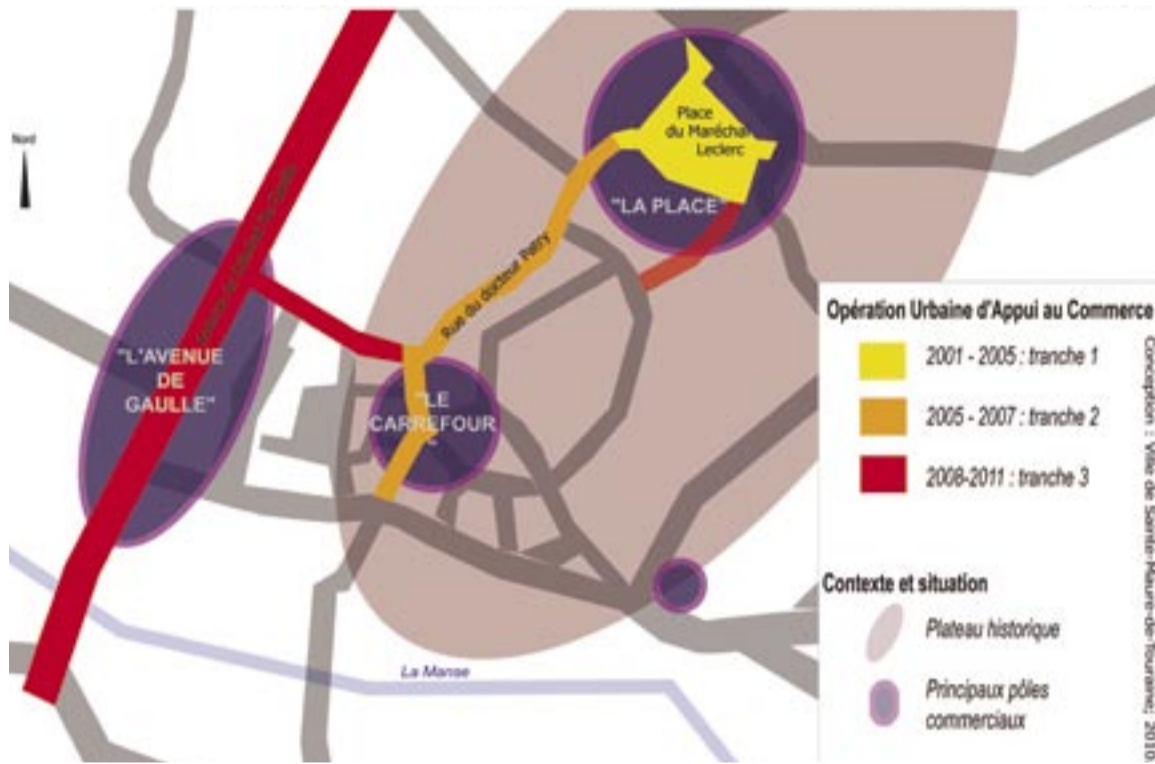 Nord
Place
du Maréchal
Leclerc
"LA PLACE"
Rue du docteur Patry
"L'AVENUE
DE
GAULLE"
"LE
CARREFOUR
"
La Manse
Opération Urbaine d'Appui au Commerce
2001 - 2005 : tranche 1
2005 - 2007 : tranche 2
2008-2011 : tranche 3
Contexte et situation
Plateau historique
Principaux pôles
commerciaux
Conception : Ville de Sainte-Maure-de-Touraine; 2010.